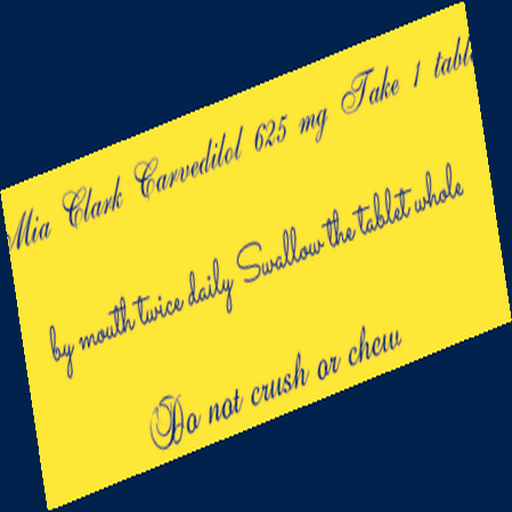 Mia Clark Carvedilol 625 mg Take 1
by mouth twice daily Swallow the tablet whole
Do not crush or chew